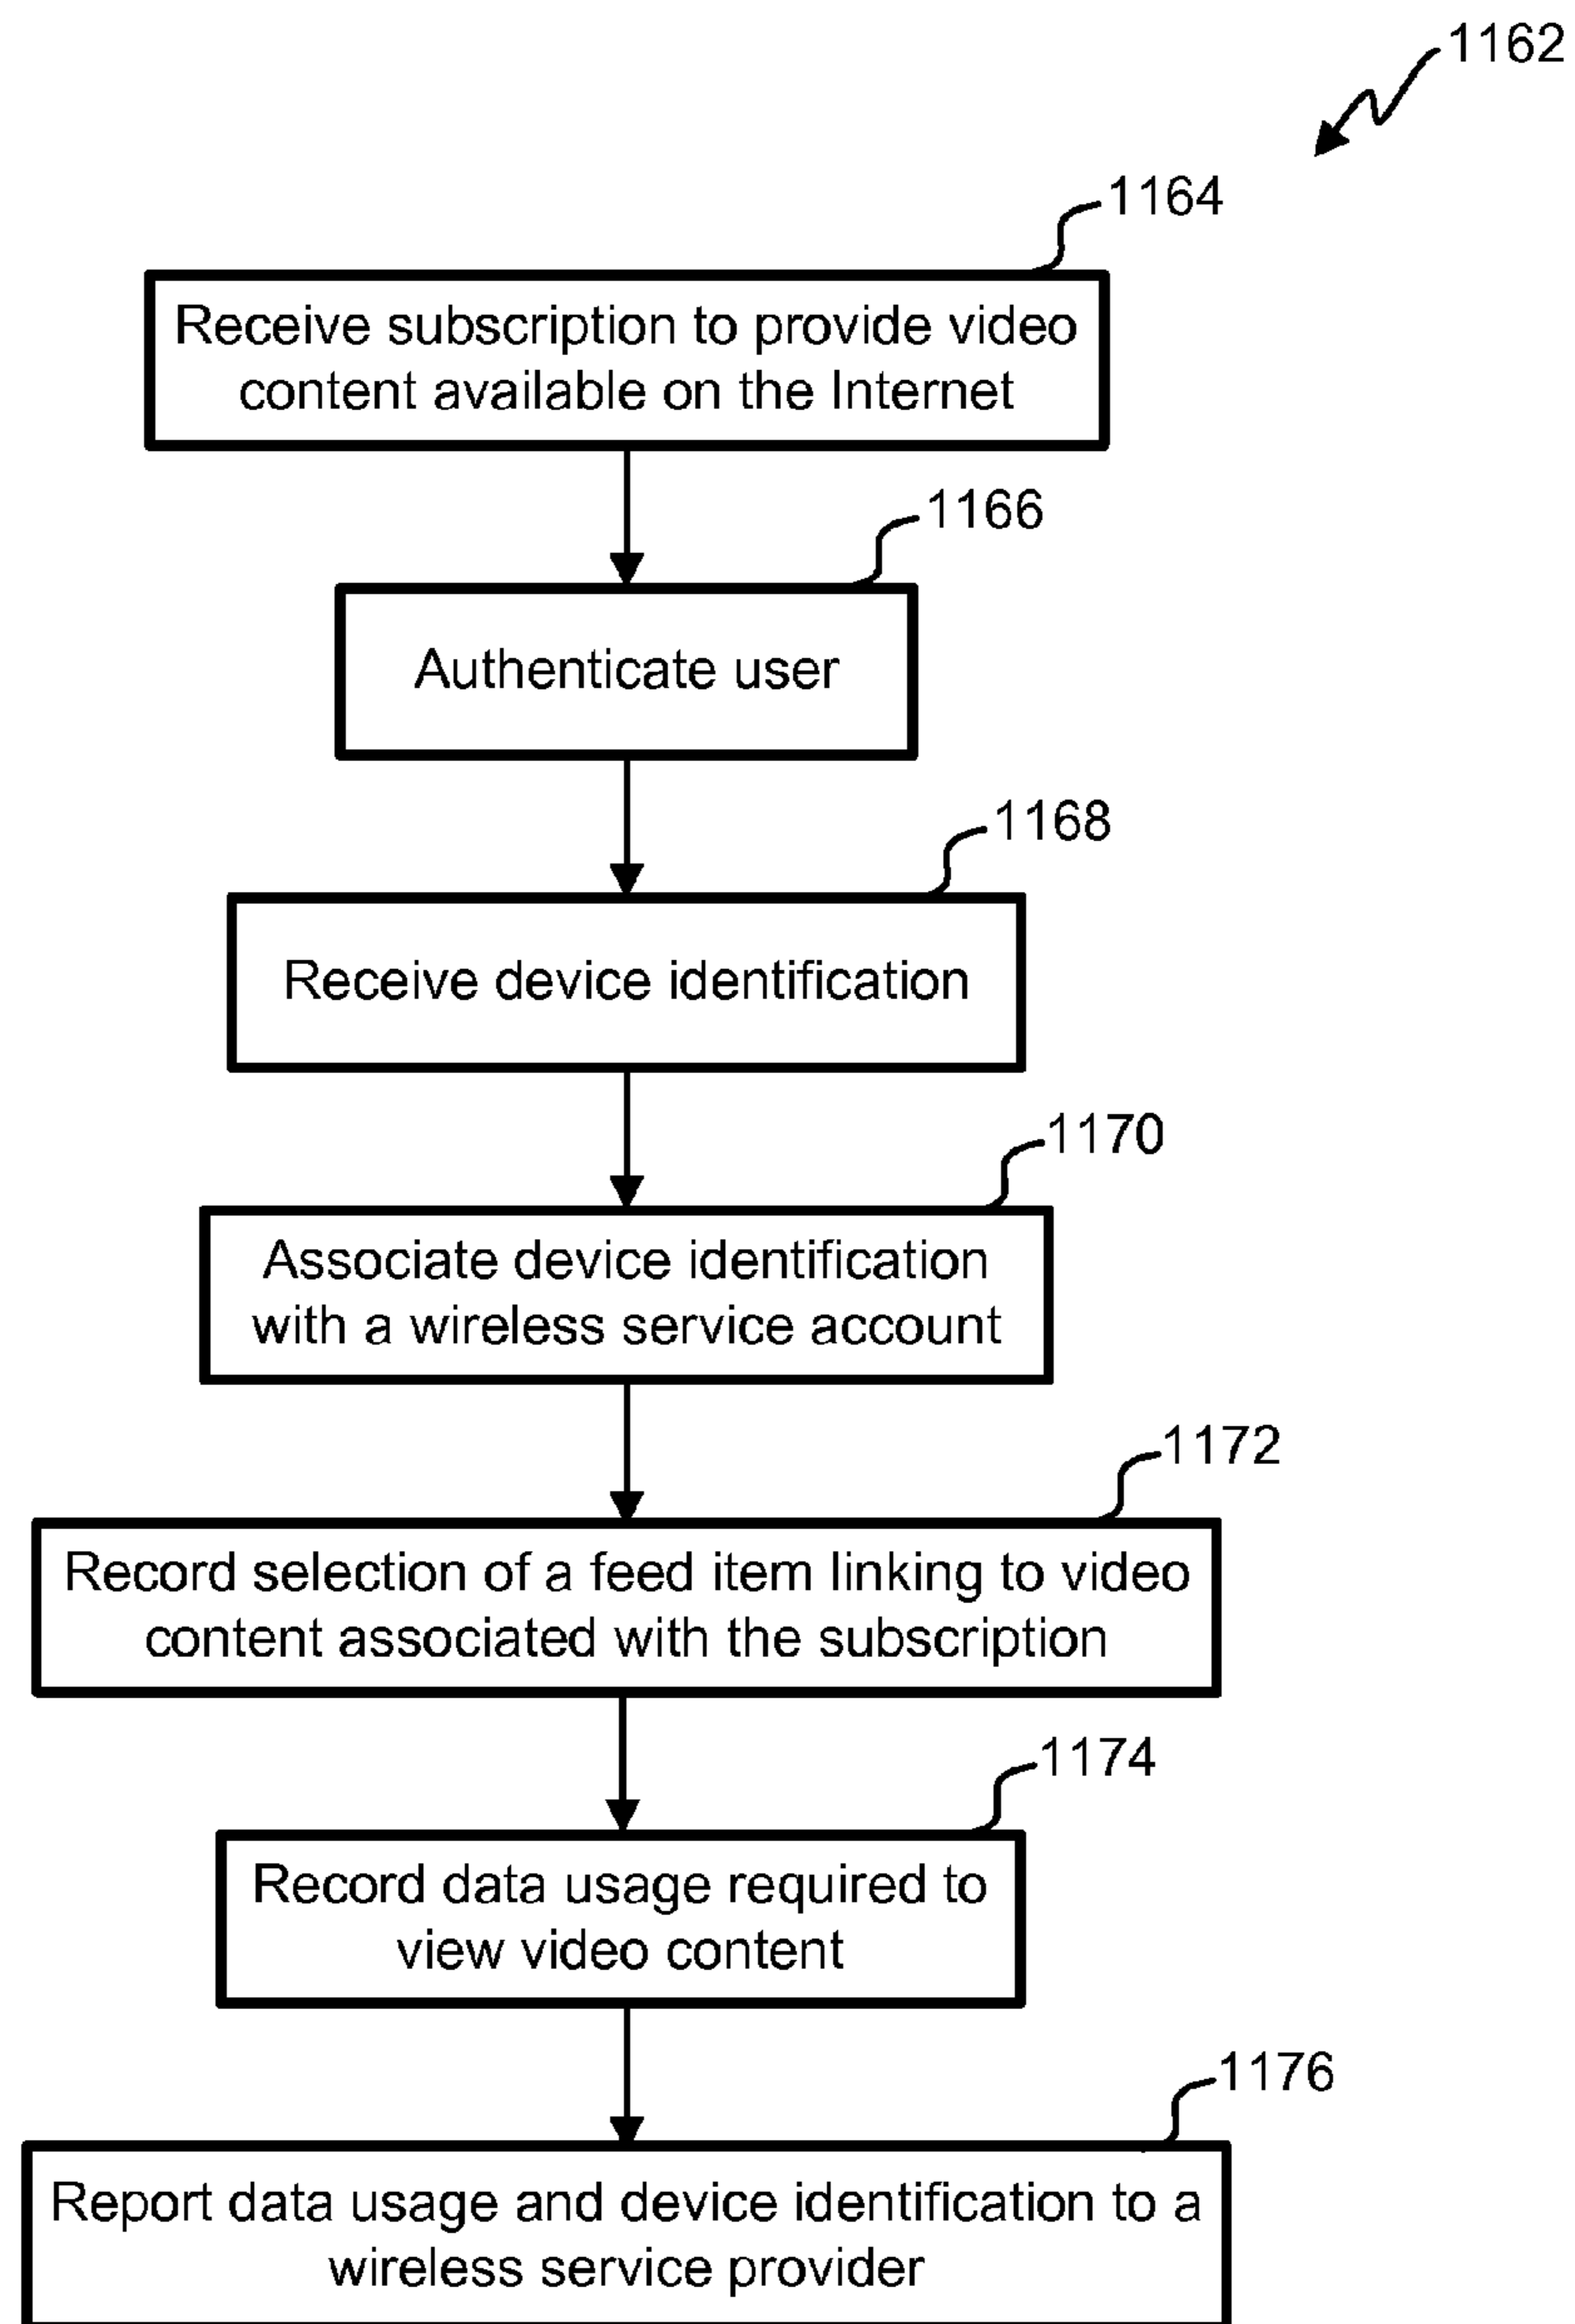 1162
1164
Receive subscription to provide video
content available on the Internet
1166
Authenticate user
1168
Receive device identification
1170
Associate device identification
with a wireless service account
1172
Record selection of a feed item linking to video
content associated with the subscription
1174
Record data usage required to
view video content
1176
Report data usage and device identification to a
wireless service provider